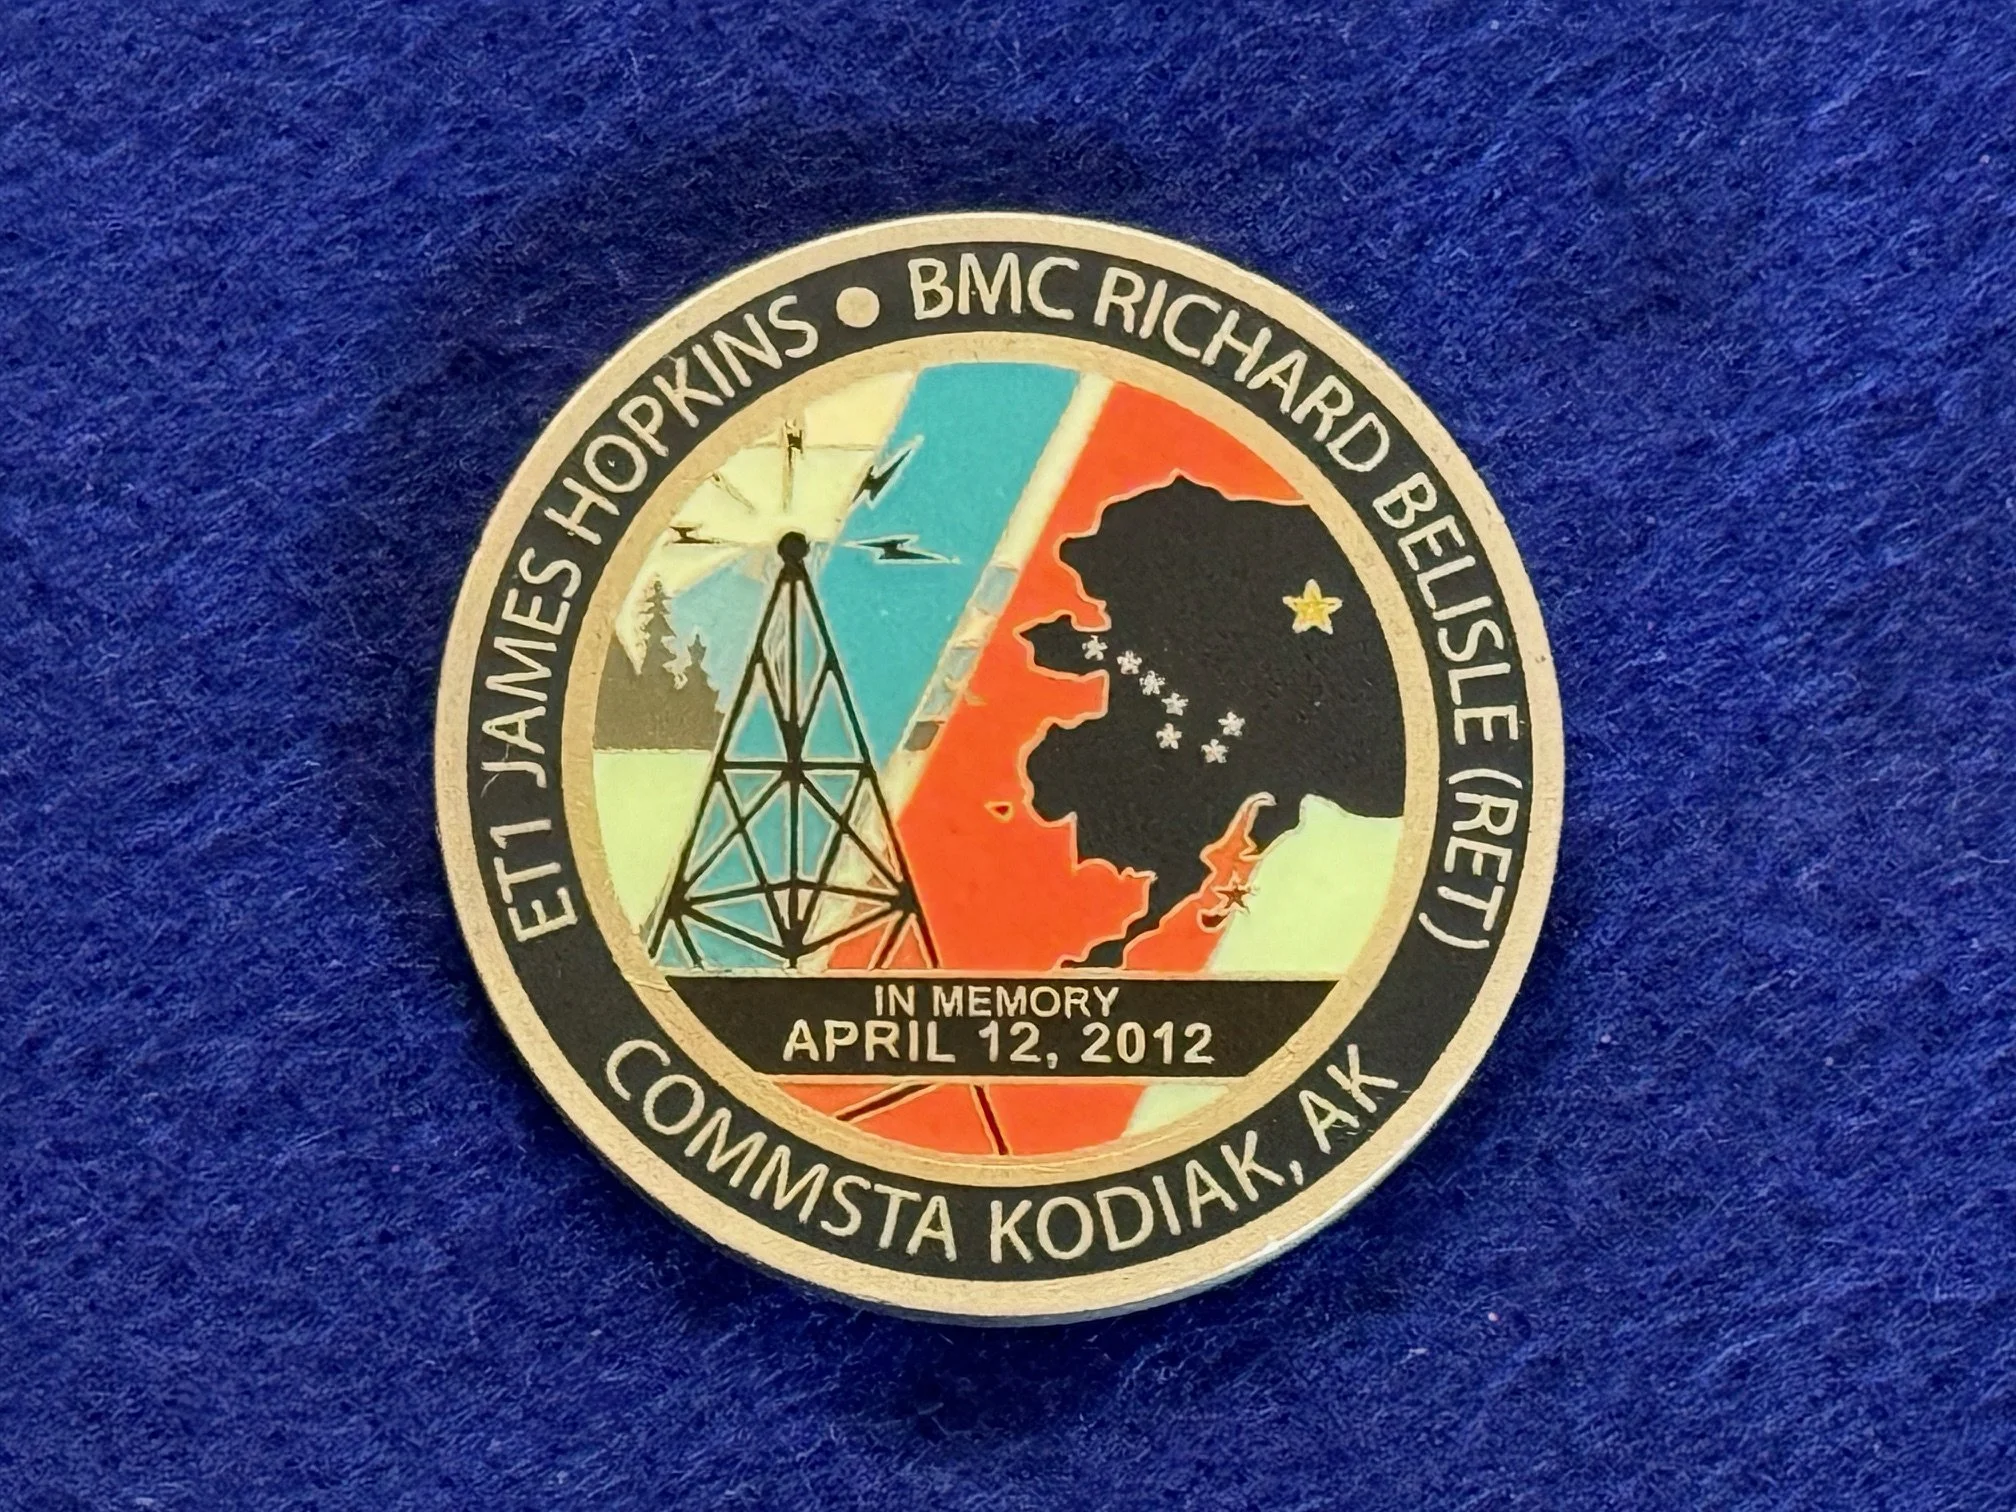 ET1 JAMES HOPKINS • BMC RICHARD BELISLE (RET)
IN MEMORY
APRIL 12, 2012
COMMSTA KODIAK, AK